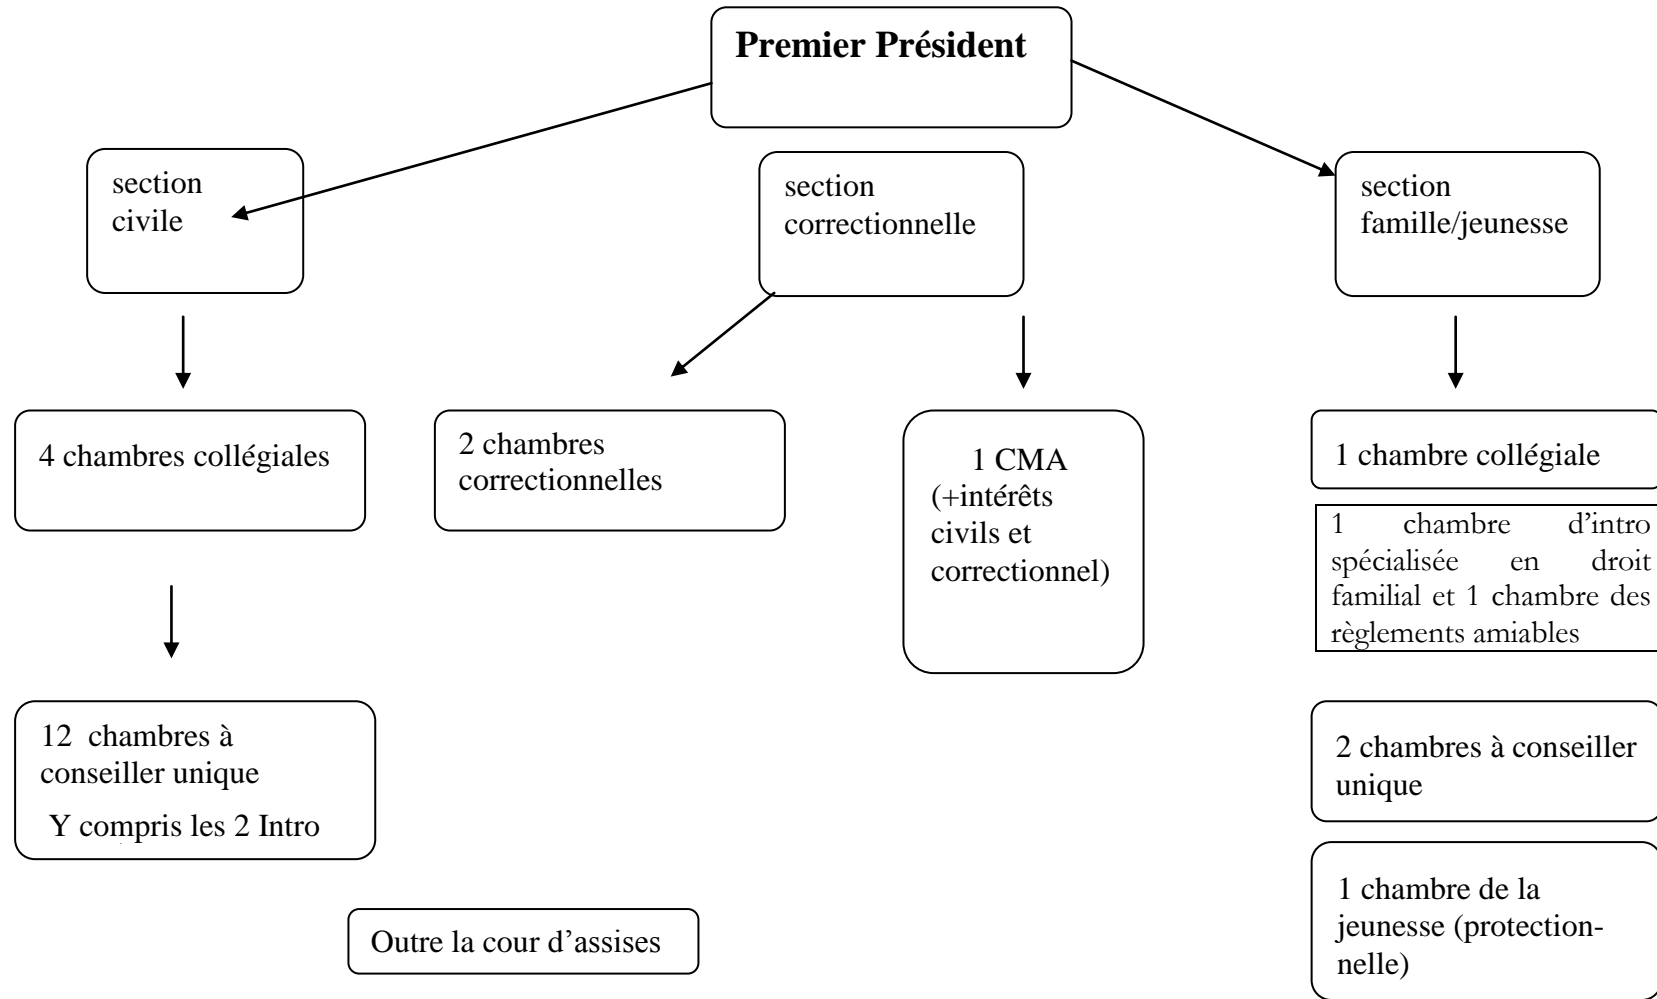 Premier Président
section
civile
section
correctionnelle
section
famille/jeunesse
4 chambres collégiales
2 chambres
correctionnelles
1 CMA
(+intérêts
civils et
correctionnel)
1 chambre collégiale
1 chambre d’intro
spécialisée en droit
familial et 1 chambre des
règlements amiables
12 chambres à
conseiller unique
Y compris les 2 Intro
2 chambres à conseiller
unique
1 chambre de la
jeunesse (protection-
nelle)
Outre la cour d’assises